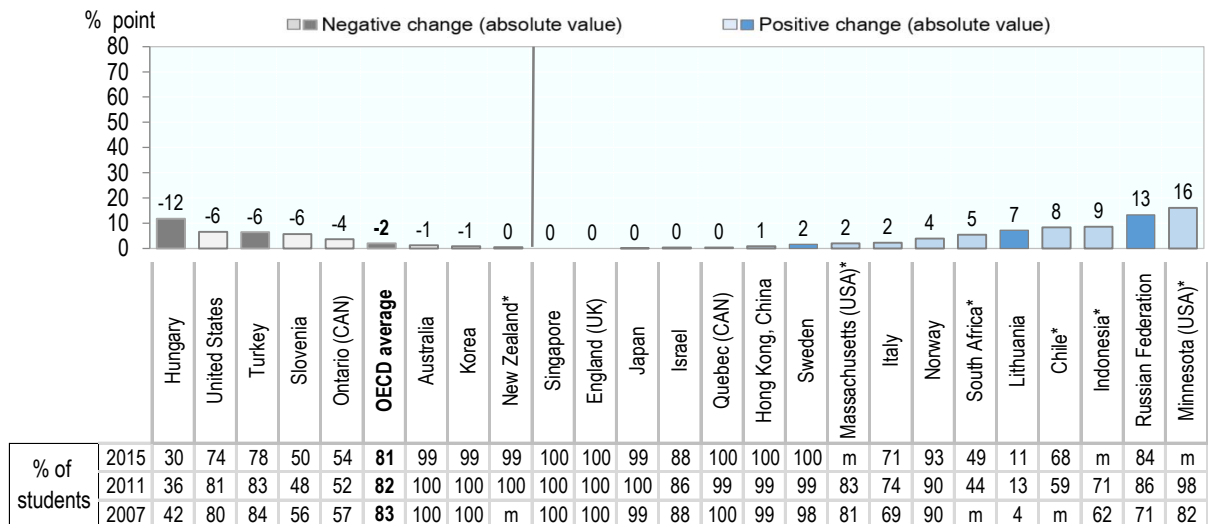 % point
Negative change (absolute value) Positive change (absolute value)
80
70
60
50
40
30
20
10
0
-12 -6 -6 -6 -4 -2 -1 -1 0 0 0 0 0 0 1 2 2 2 4 5 7 8 9 13 16
Hungary
United States
Turkey
Slovenia
Ontario (CAN)
OECD average
Australia
Korea
New Zealand*
Singapore
England (UK)
Japan
Israel
Quebec (CAN)
Hong Kong, China
Sweden
Massachusetts (USA)*
Italy
Norway
South Africa*
Lithuania
Chile*
Indonesia*
Russian Federation
Minnesota (USA)*
% of students
2015 30 74 78 50 54 81 99 99 99 100 100 99 88 100 100 100 m 71 93 49 11 68 m 84 m
2011 36 81 83 48 52 82 100 100 100 100 100 100 86 99 99 99 83 74 90 44 13 59 71 86 98
2007 42 80 84 56 57 83 100 100 m 100 100 99 88 100 99 98 81 69 90 m 4 m 62 71 82